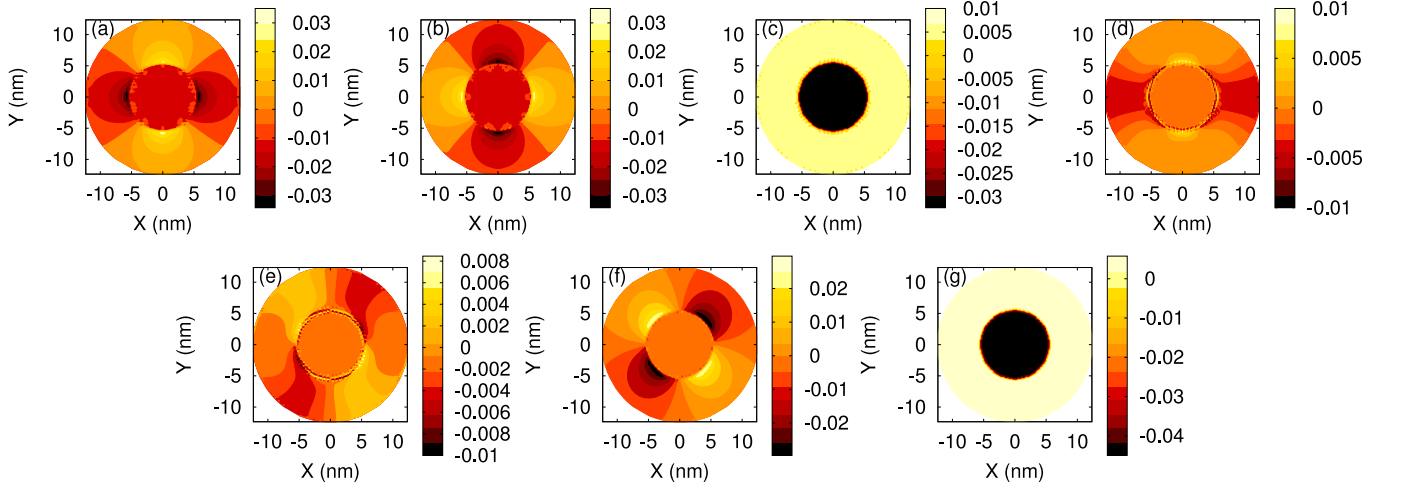 (a)
Y (nm)
10
5
0
-5
-10
-10 -5 0 5 10
X (nm)
0.03
0.02
0.01
0
-0.01
-0.02
-0.03
(b)
Y (nm)
10
5
0
-5
-10
-10 -5 0 5 10
X (nm)
0.03
0.02
0.01
0
-0.01
-0.02
-0.03
(c)
Y (nm)
10
5
0
-5
-10
-10 -5 0 5 10
X (nm)
0.01
0.005
0
-0.005
-0.01
-0.015
-0.02
-0.025
-0.03
(d)
Y (nm)
10
5
0
-5
-10
-10 -5 0 5 10
X (nm)
0.01
0.005
0
-0.005
-0.01
(e)
Y (nm)
10
5
0
-5
-10
-10 -5 0 5 10
X (nm)
0.008
0.006
0.004
0.002
0
-0.002
-0.004
-0.006
-0.008
-0.01
(f)
Y (nm)
10
5
0
-5
-10
-10 -5 0 5 10
X (nm)
0.02
0.01
0
-0.01
-0.02
(g)
Y (nm)
10
5
0
-5
-10
-10 -5 0 5 10
X (nm)
0
-0.01
-0.02
-0.03
-0.04